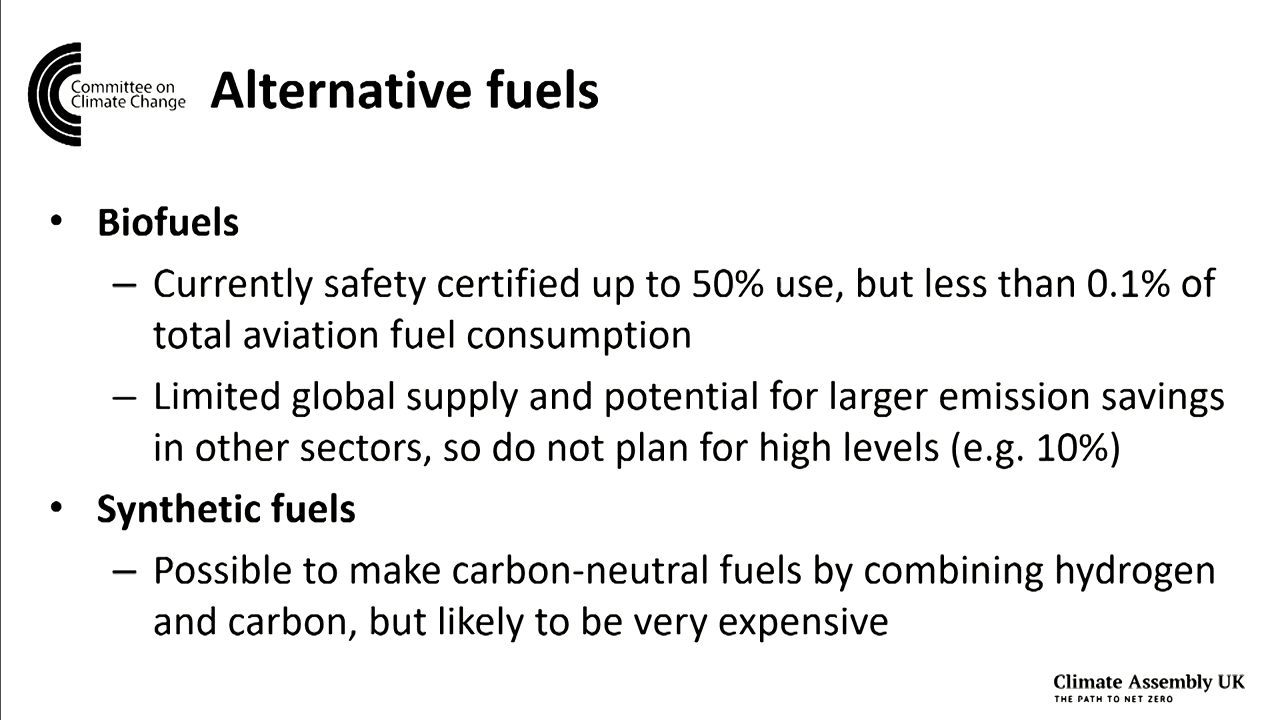 Committee on
Climate Change
Alternative fuels
• Biofuels
– Currently safety certified up to 50% use, but less than 0.1% of
total aviation fuel consumption
– Limited global supply and potential for larger emission savings
in other sectors, so do not plan for high levels (e.g. 10%)
• Synthetic fuels
– Possible to make carbon-neutral fuels by combining hydrogen
and carbon, but likely to be very expensive
Climate Assembly UK
THE PATH TO NET ZERO